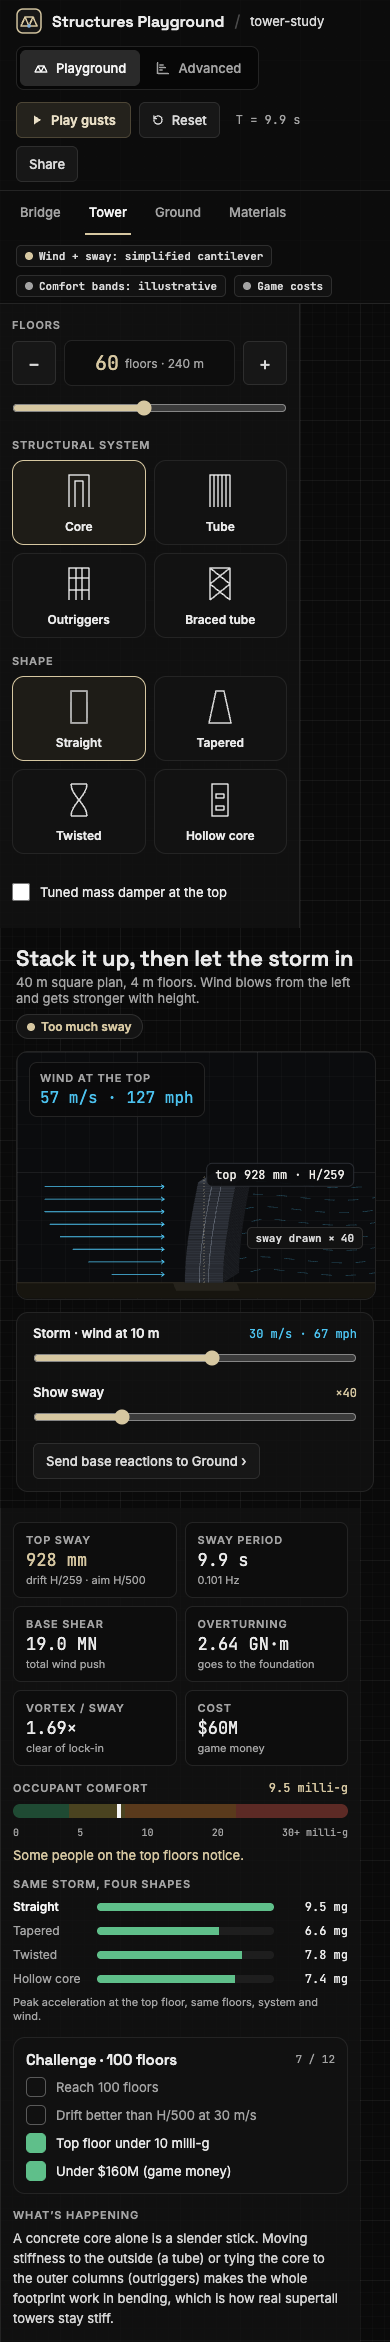 Structures Playground / tower-study
Playground Advanced
Play gusts Reset T = 9.9 s
Share
Bridge Tower Ground Materials
Wind + sway: simplified cantilever
Comfort bands: illustrative Game costs
FLOORS
− 60 floors · 240 m +
STRUCTURAL SYSTEM
Core Tube
Outriggers Braced tube
SHAPE
Straight Tapered
Twisted Hollow core
Tuned mass damper at the top
Stack it up, then let the storm in
40 m square plan, 4 m floors. Wind blows from the left
and gets stronger with height.
Too much sway
WIND AT THE TOP
57 m/s · 127 mph
top 928 mm · H/259
sway drawn × 40
Storm · wind at 10 m 30 m/s · 67 mph
Show sway ×40
Send base reactions to Ground ›
TOP SWAY SWAY PERIOD
928 mm 9.9 s
drift H/259 · aim H/500 0.101 Hz
BASE SHEAR OVERTURNING
19.0 MN 2.64 GN·m
total wind push goes to the foundation
VORTEX / SWAY COST
1.69× $60M
clear of lock-in game money
OCCUPANT COMFORT 9.5 milli-g
0 5 10 20 30+ milli-g
Some people on the top floors notice.
SAME STORM, FOUR SHAPES
Straight 9.5 mg
Tapered 6.6 mg
Twisted 7.8 mg
Hollow core 7.4 mg
Peak acceleration at the top floor, same floors, system and
wind.
Challenge · 100 floors 7 / 12
Reach 100 floors
Drift better than H/500 at 30 m/s
Top floor under 10 milli-g
Under $160M (game money)
WHAT'S HAPPENING
A concrete core alone is a slender stick. Moving
stiffness to the outside (a tube) or tying the core to
the outer columns (outriggers) makes the whole
footprint work in bending, which is how real supertall
towers stay stiff.